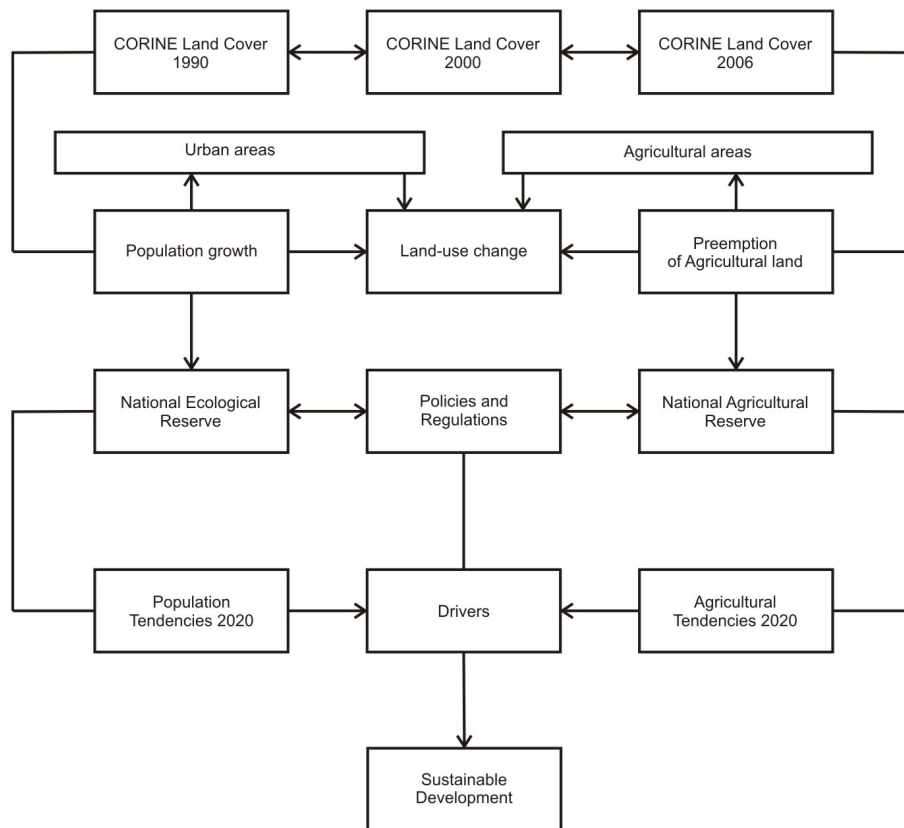 CORINE Land Cover
1990
CORINE Land Cover
2000
CORINE Land Cover
2006
Urban areas
Agricultural areas
Population growth
Land-use change
Preemption
of Agricultural land
National Ecological
Reserve
Policies and
Regulations
National Agricultural
Reserve
Population
Tendencies 2020
Drivers
Agricultural
Tendencies 2020
Sustainable
Development